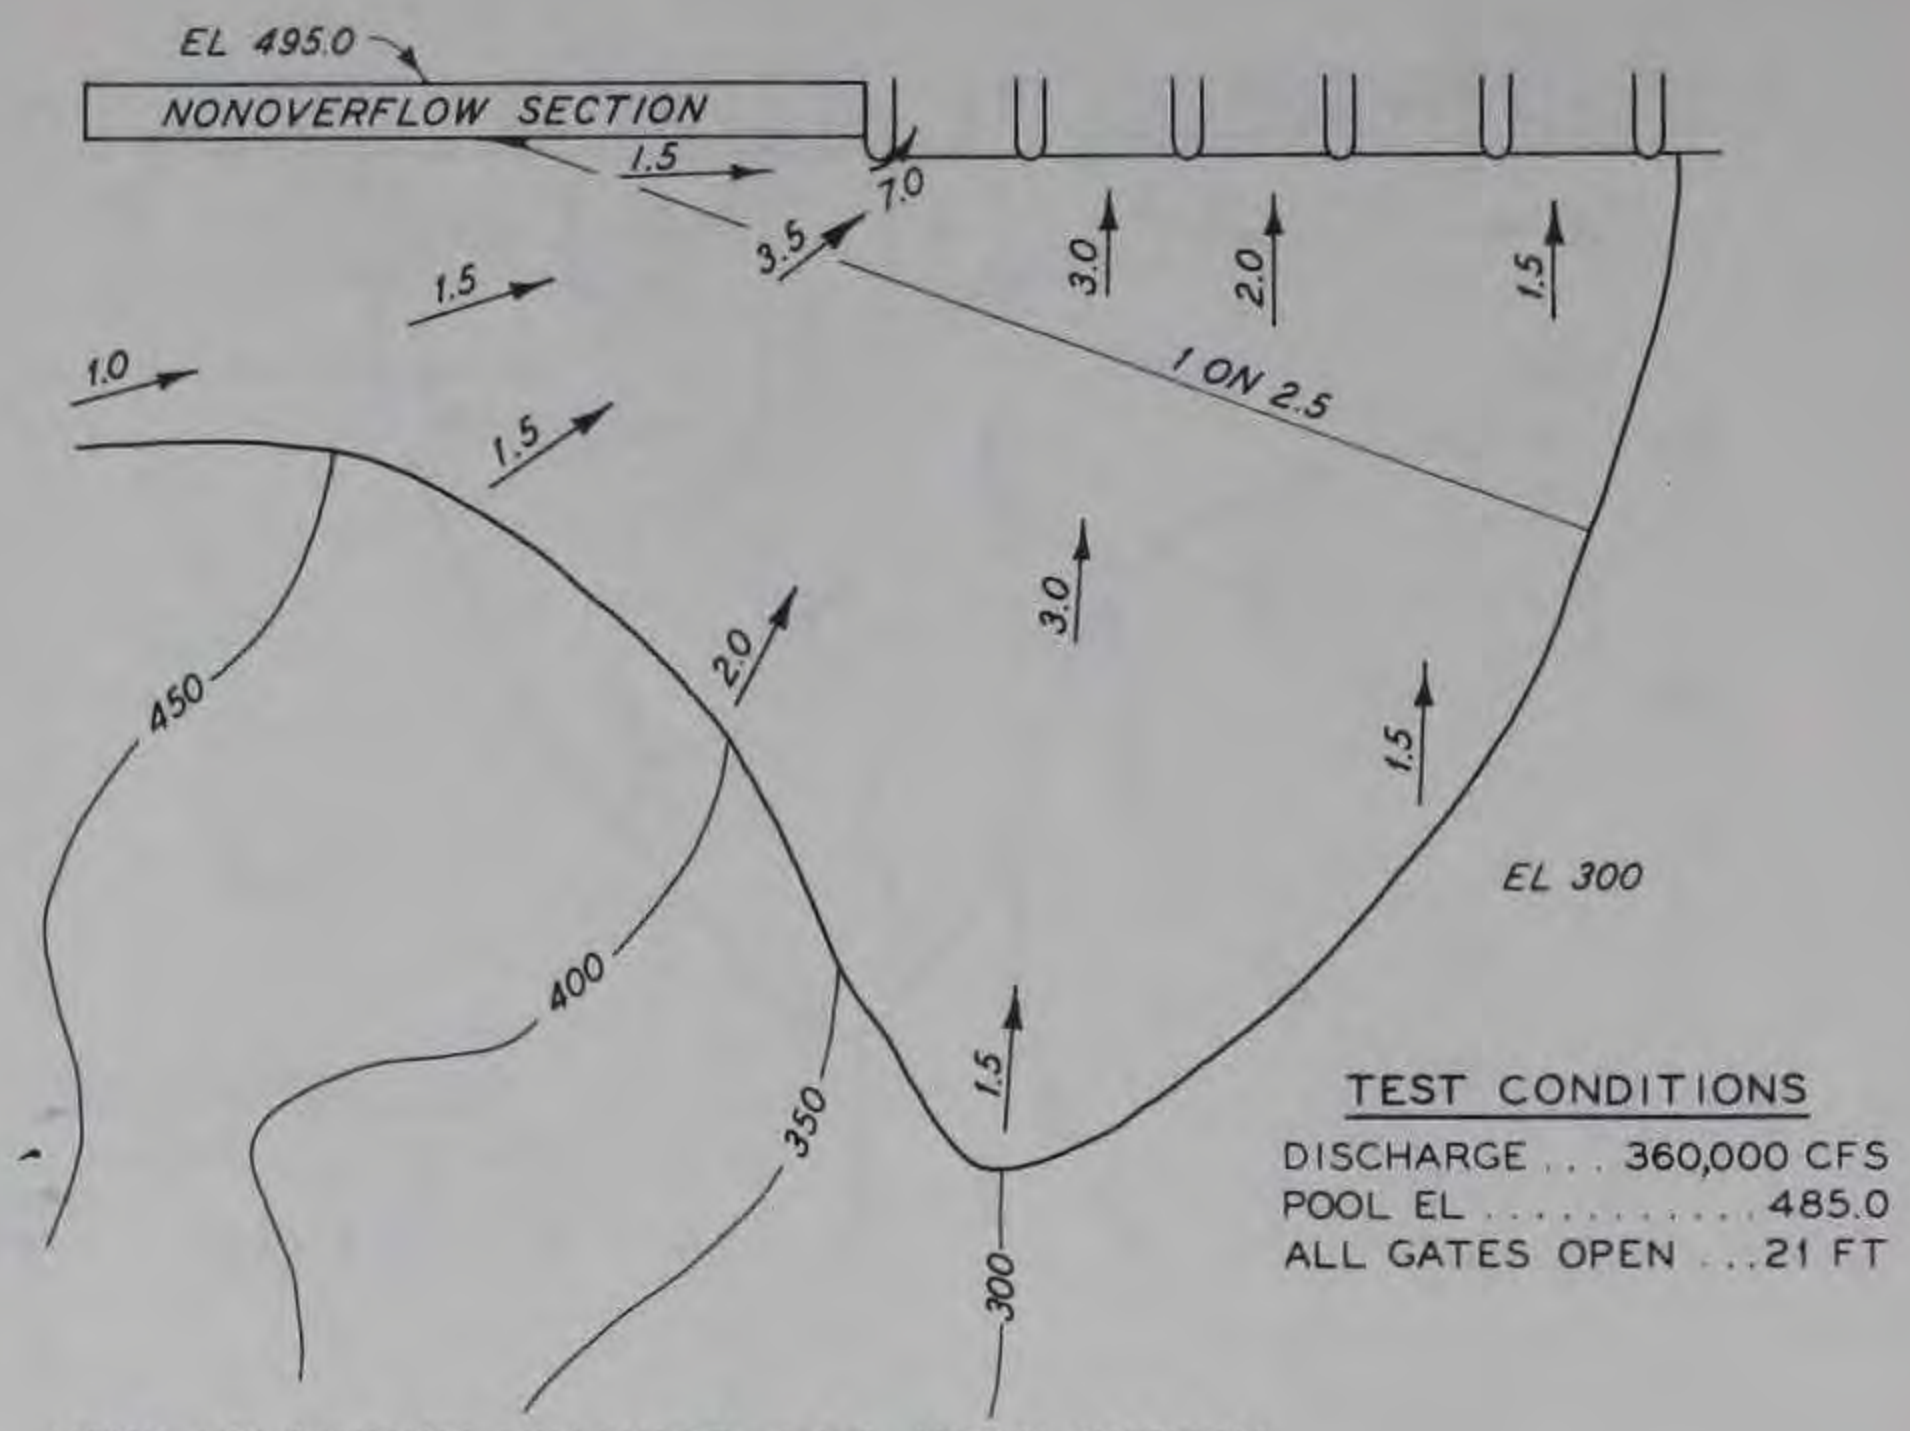 EL 495.0
NONOVERFLOW SECTION
1.5
7.0
3.5
3.0
2.0
1.5
1.5
1.0
1 ON 2.5
1.5
3.0
2.0
450
1.5
EL 300
400
1.5
350
300
TEST CONDITIONS
DISCHARGE ... 360,000 CFS
POOL EL ........... 485.0
ALL GATES OPEN ...21 FT